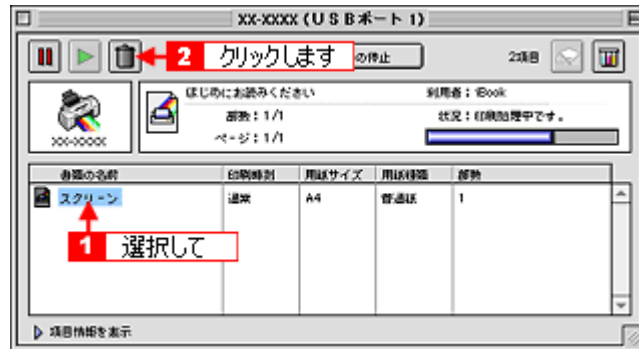 XX-XXXX (USBポート 1)
2 クリックします
の停止
2項目
はじめにお読みください
利用者：iBook
部数：1/1
状況：印刷処理中です。
ページ：1/1
XX-XXXX
書類の名前 印刷時刻 用紙サイズ 用紙種類 部数
スクリーン 通常 A4 普通紙 1
1 選択して
項目情報を表示